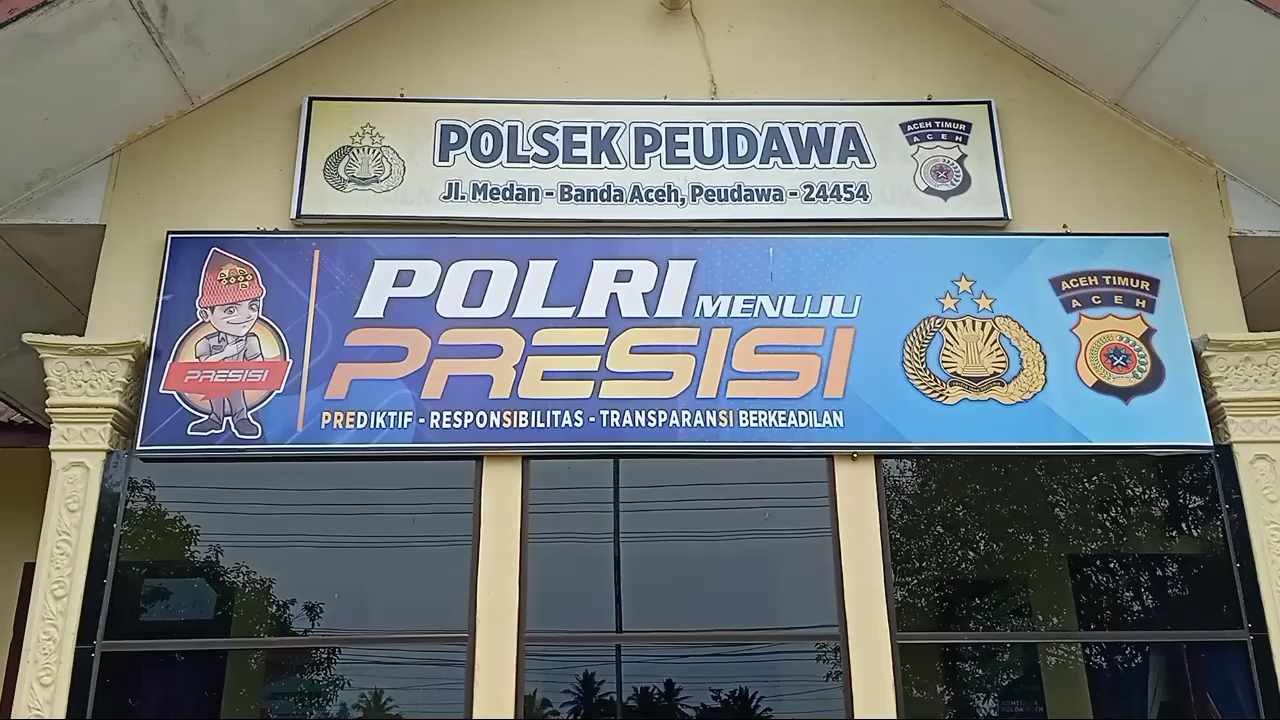 POLSEK PEUDAWA
Jl. Medan - Banda Aceh, Peudawa - 24454
ACEH TIMUR
ACEH
POLRI MENUJU
PRESISI
PREDIKTIF - RESPONSIBILITAS - TRANSPARANSI BERKEADILAN
PRESISI
ACEH TIMUR
ACEH